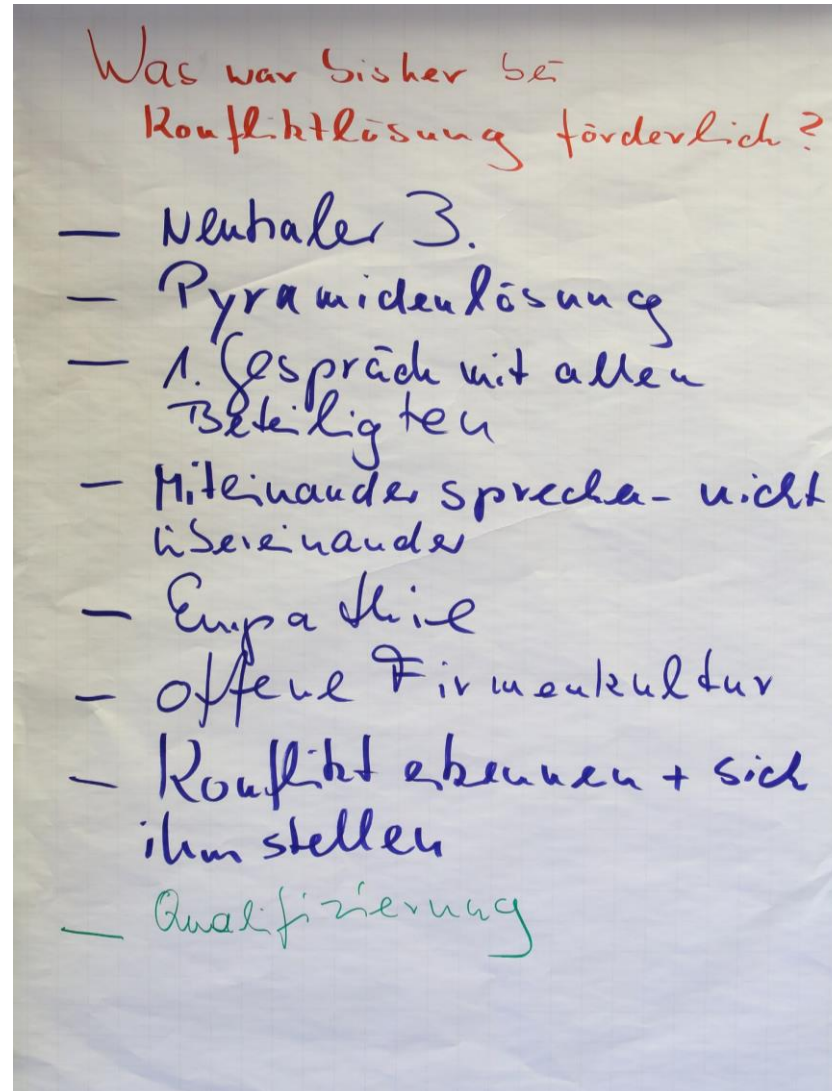 Was war bisher bei
Konfliktlösung förderlich?
— Neutraler 3.
— Pyramidenlösung
— 1. Gespräch mit allen
Beteiligten
— Miteinander sprechen - nicht
übereinander
— Empathie
— offene Firmenkultur
— Konflikt erkennen + sich
ihm stellen
— Qualifizierung